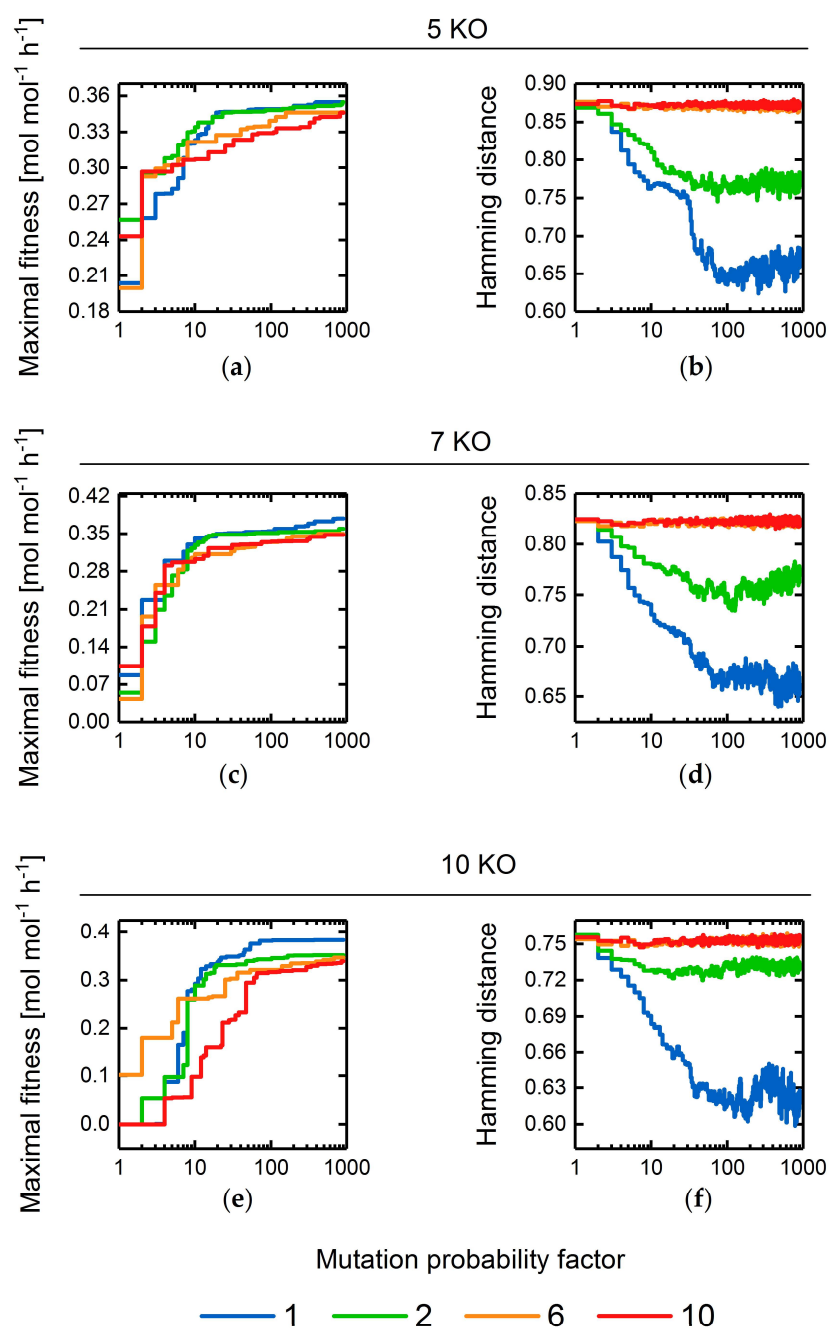 5 KO
Maximal fitness [mol mol⁻¹ h⁻¹]
0.36
0.33
0.30
0.27
0.24
0.21
0.18
1 10 100 1000
(a)
Hamming distance
0.90
0.85
0.80
0.75
0.70
0.65
0.60
1 10 100 1000
(b)
7 KO
Maximal fitness [mol mol⁻¹ h⁻¹]
0.42
0.35
0.28
0.21
0.14
0.07
0.00
1 10 100 1000
(c)
Hamming distance
0.85
0.80
0.75
0.70
0.65
1 10 100 1000
(d)
10 KO
Maximal fitness [mol mol⁻¹ h⁻¹]
0.4
0.3
0.2
0.1
0.0
1 10 100 1000
(e)
Hamming distance
0.75
0.72
0.69
0.66
0.63
0.60
1 10 100 1000
(f)
Mutation probability factor
1 2 6 10